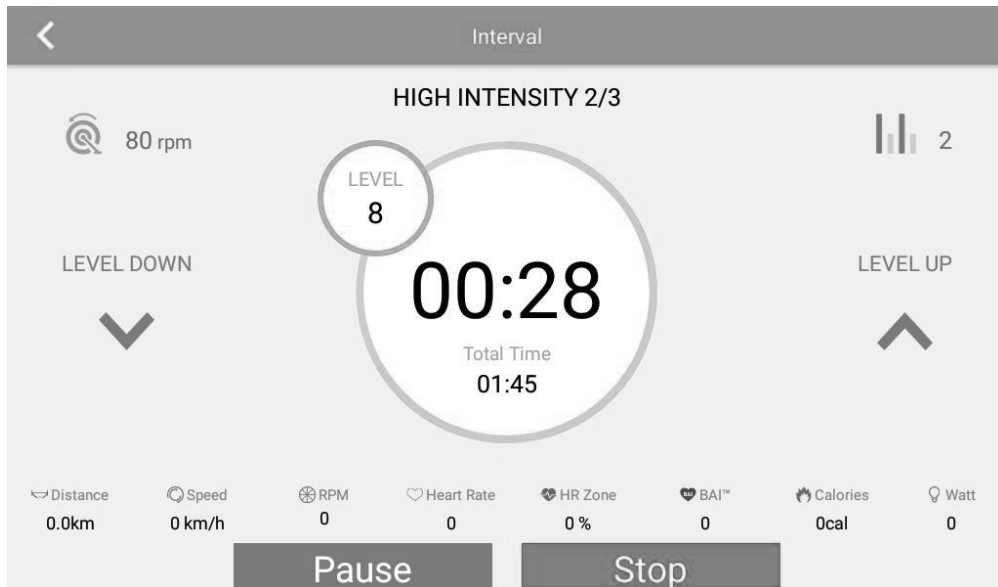 Interval
HIGH INTENSITY 2/3
80 rpm
2
LEVEL
8
LEVEL DOWN
LEVEL UP
00:28
Total Time
01:45
Distance Speed RPM Heart Rate HR Zone BAI™ Calories Watt
0.0km 0 km/h 0 0 0 % 0 0cal 0
Pause Stop